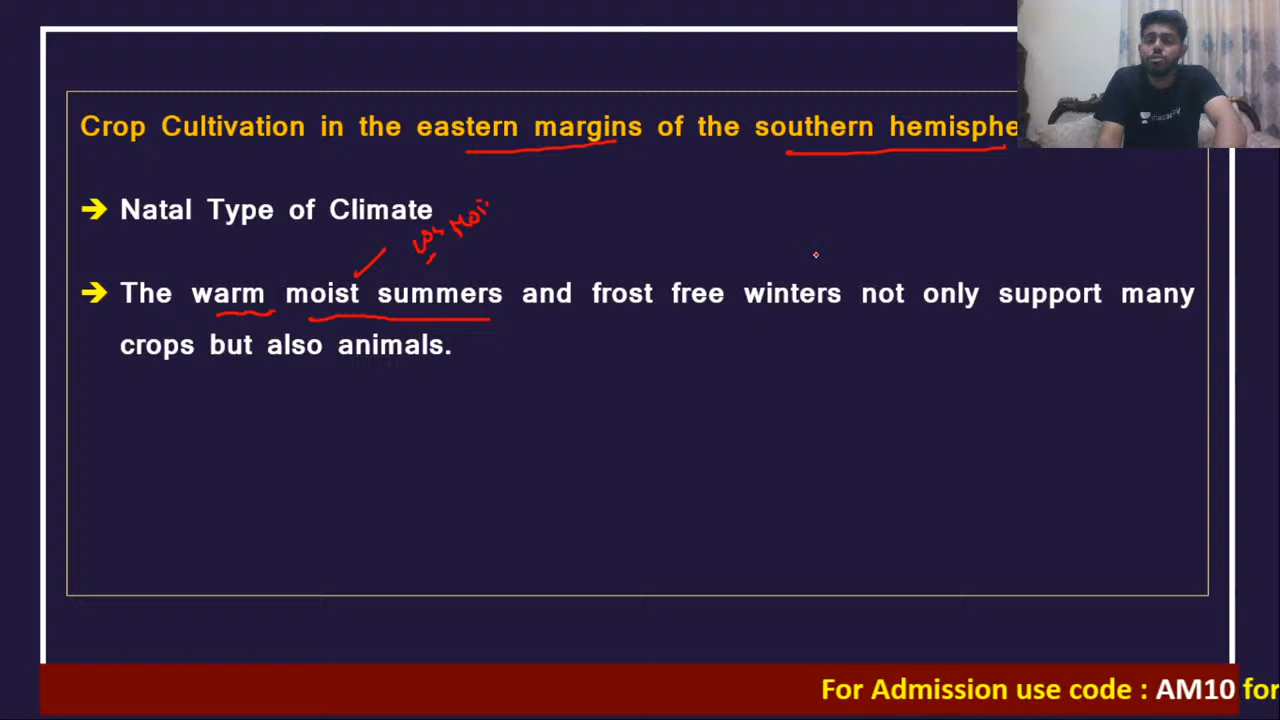 Crop Cultivation in the eastern margins of the southern hemisphe
➔ Natal Type of Climate
➔ The warm moist summers and frost free winters not only support many
crops but also animals.
For Admission use code : AM10 for